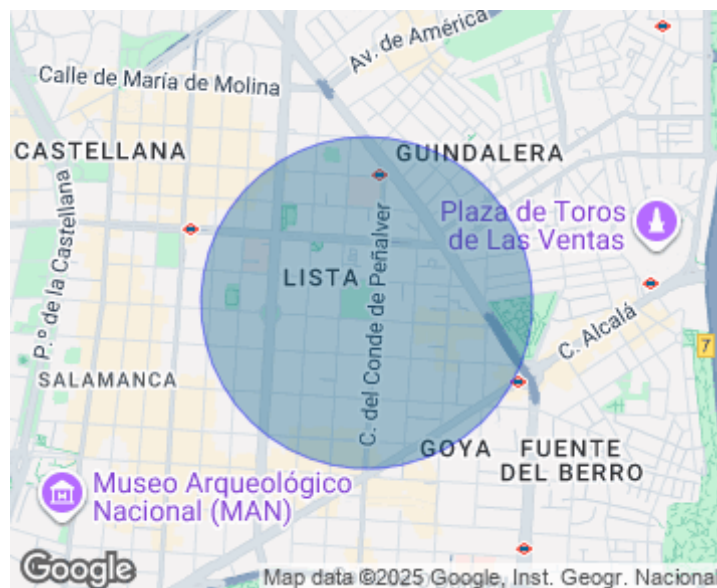 Av. de América
Calle de María de Molina
CASTELLANA
GUINDALERA
Plaza de Toros
de Las Ventas
P.º de la Castellana
C. del Conde de Peñalver
LISTA
C. Alcalá
7
SALAMANCA
GOYA
FUENTE
DEL BERRO
Museo Arqueológico
Nacional (MAN)
Google
Map data ©2025 Google, Inst. Geogr. Nacional